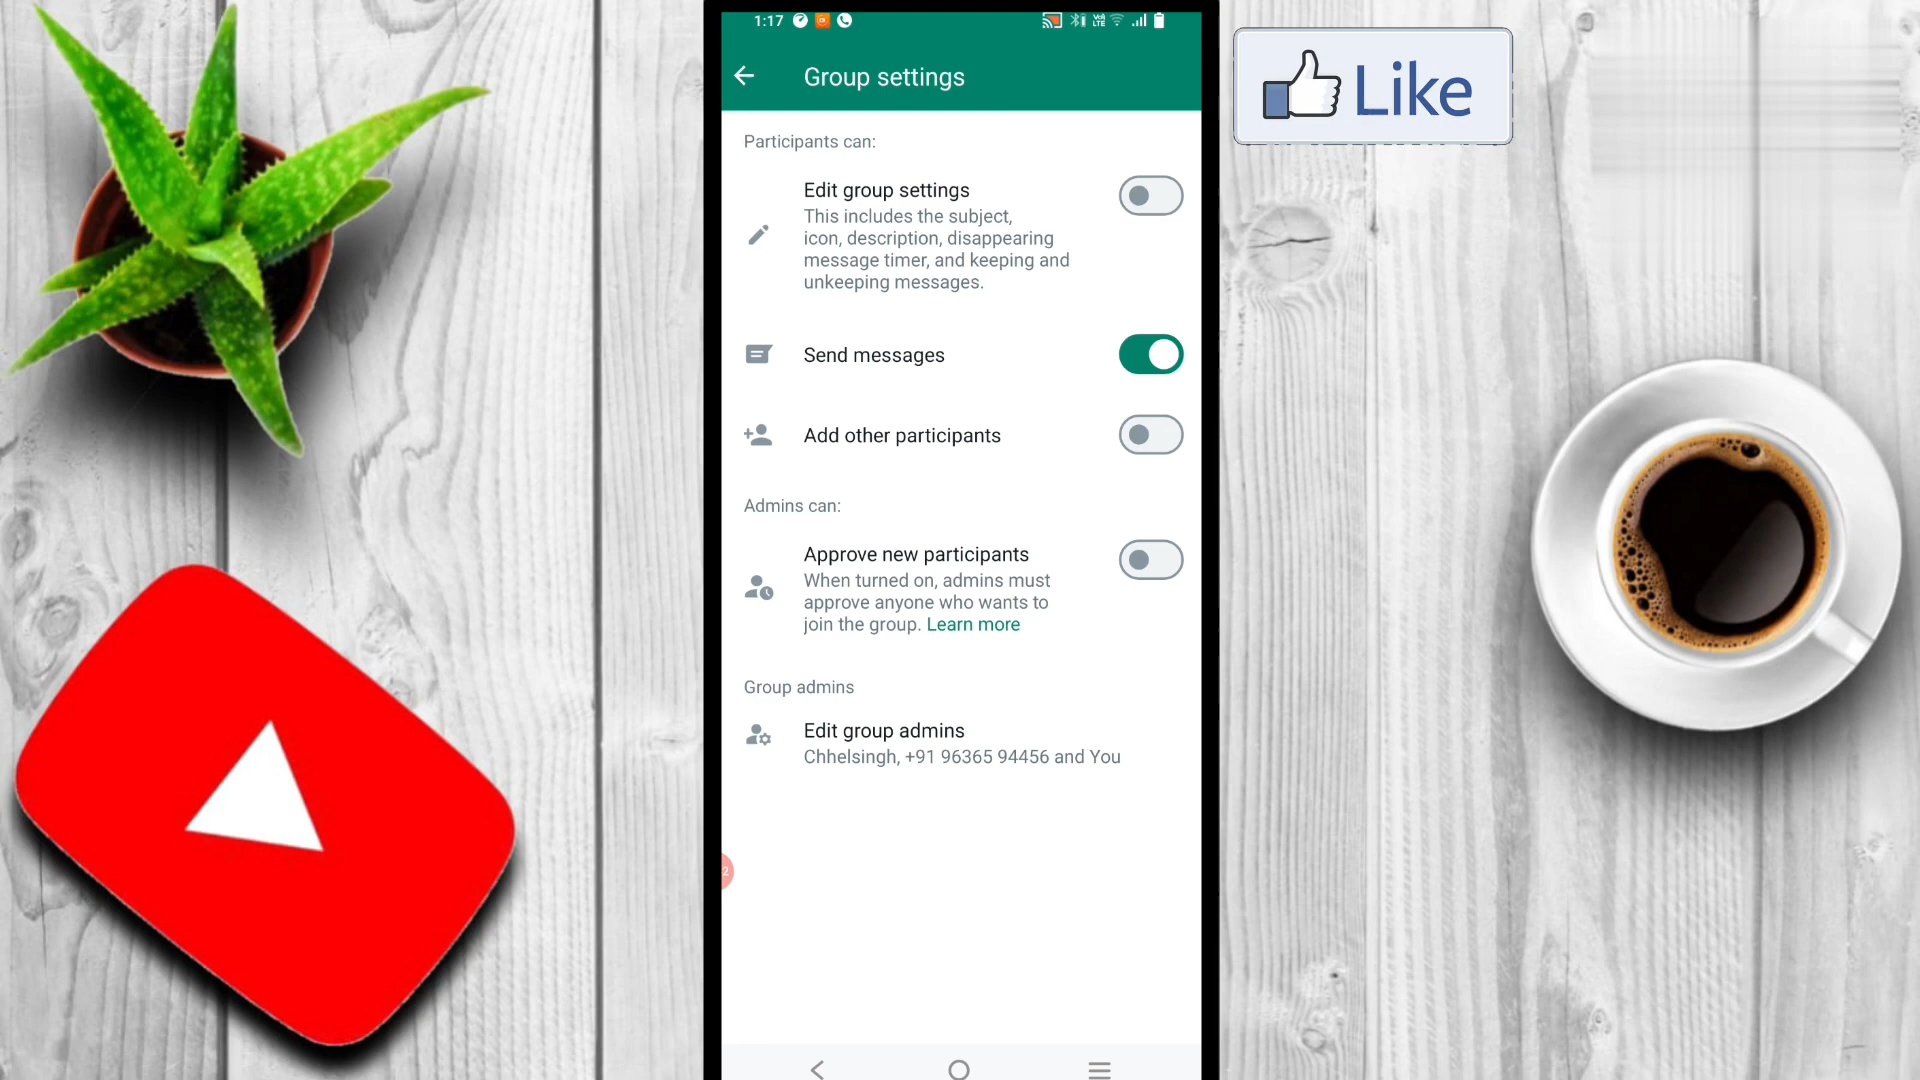 1:17
Group settings
Like
Participants can:
Edit group settings
This includes the subject,
icon, description, disappearing
message timer, and keeping and
unkeeping messages.
Send messages
Add other participants
Admins can:
Approve new participants
When turned on, admins must
approve anyone who wants to
join the group. Learn more
Group admins
Edit group admins
Chhelsingh, +91 96365 94456 and You
2